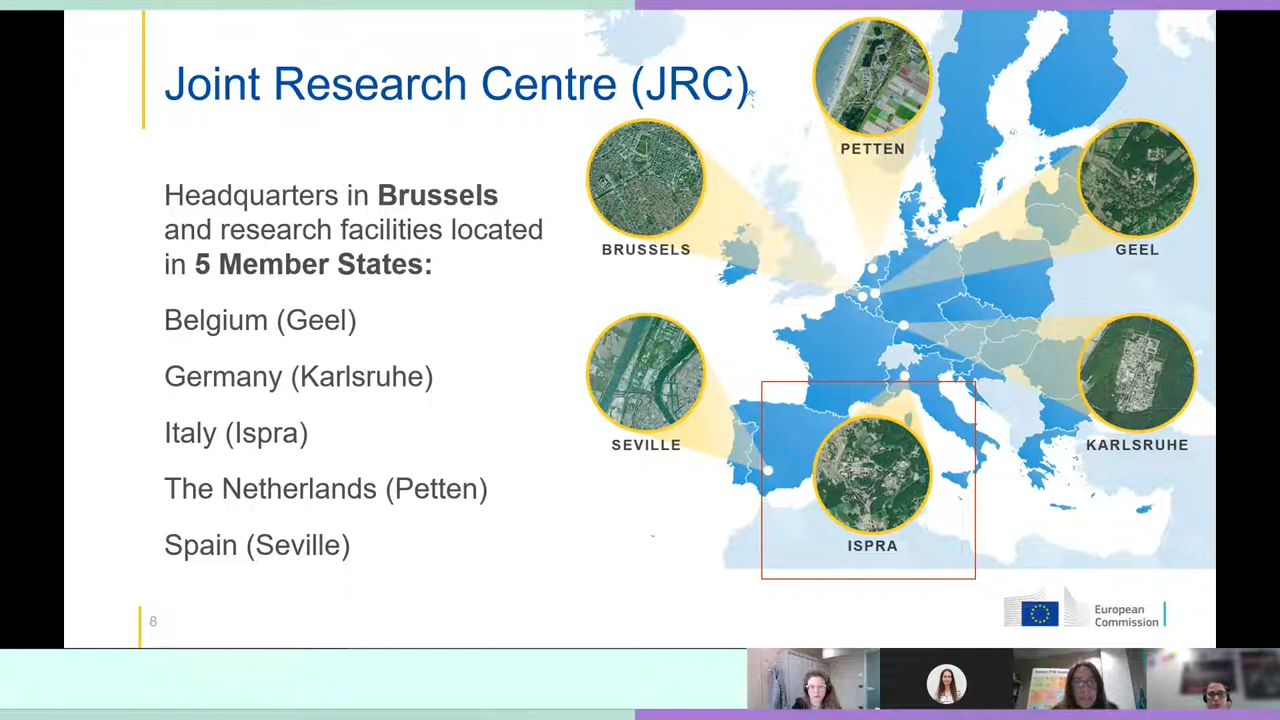 Joint Research Centre (JRC)
Headquarters in Brussels
and research facilities located
in 5 Member States:
Belgium (Geel)
Germany (Karlsruhe)
Italy (Ispra)
The Netherlands (Petten)
Spain (Seville)
PETTEN
BRUSSELS
GEEL
SEVILLE
KARLSRUHE
ISPRA
8
European
Commission